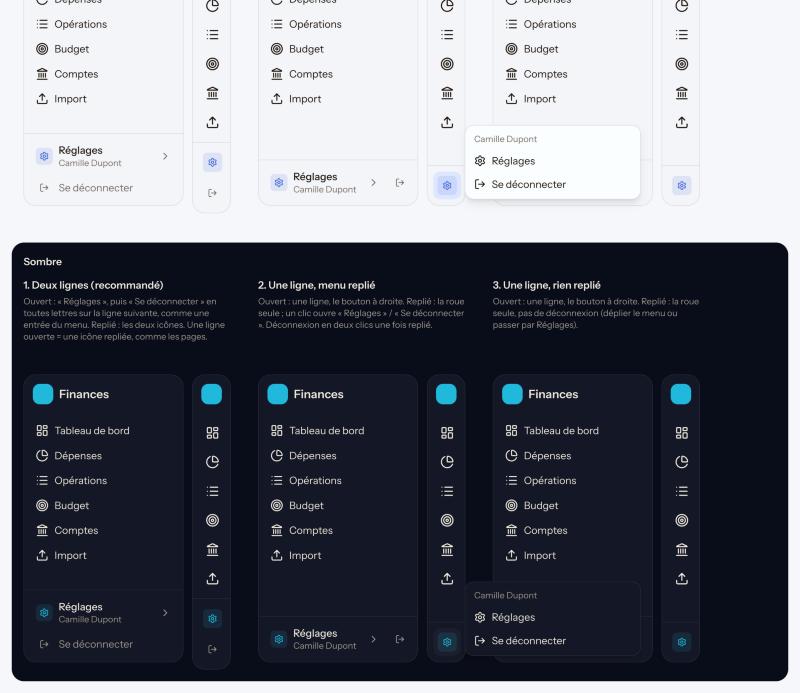 Dépenses
Opérations
Budget
Comptes
Import
Réglages
Camille Dupont
Se déconnecter
Dépenses
Opérations
Budget
Comptes
Import
Réglages
Camille Dupont
Dépenses
Opérations
Budget
Comptes
Import
Camille Dupont
Réglages
Se déconnecter
Sombre
1. Deux lignes (recommandé)
Ouvert : « Réglages », puis « Se déconnecter » en
toutes lettres sur la ligne suivante, comme une
entrée du menu. Replié : les deux icônes. Une ligne
ouverte = une icône repliée, comme les pages.
2. Une ligne, menu replié
Ouvert : une ligne, le bouton à droite. Replié : la roue
seule ; un clic ouvre « Réglages » / « Se déconnecter
». Déconnexion en deux clics une fois replié.
3. Une ligne, rien replié
Ouvert : une ligne, le bouton à droite. Replié : la roue
seule, pas de déconnexion (déplier le menu ou
passer par Réglages).
Finances
Tableau de bord
Dépenses
Opérations
Budget
Comptes
Import
Réglages
Camille Dupont
Se déconnecter
Finances
Tableau de bord
Dépenses
Opérations
Budget
Comptes
Import
Réglages
Camille Dupont
Finances
Tableau de bord
Dépenses
Opérations
Budget
Comptes
Import
Camille Dupont
Réglages
Se déconnecter